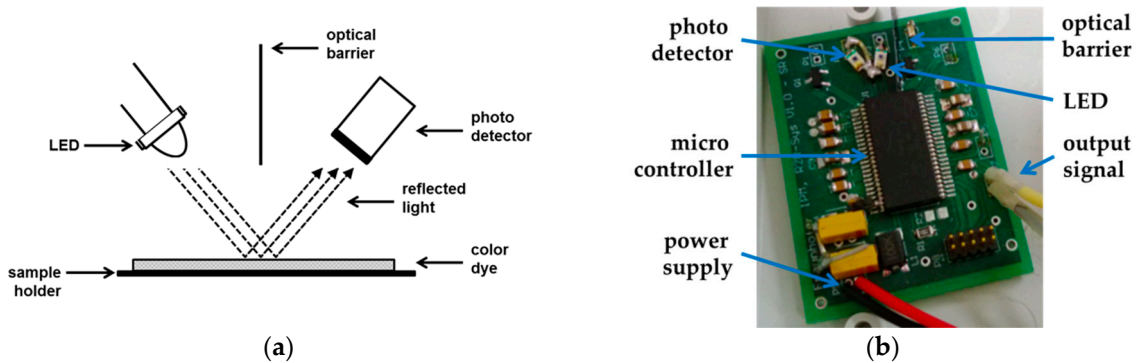 optical
barrier
LED
photo
detector
reflected
light
color
dye
sample
holder
(a)
photo
detector
optical
barrier
LED
micro
controller
output
signal
power
supply
(b)